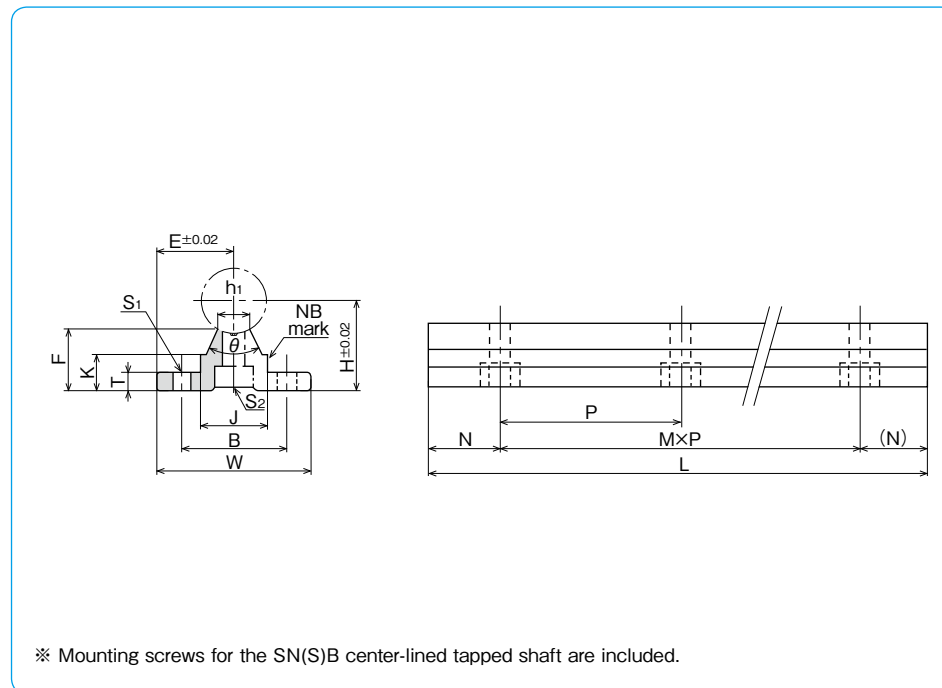 E±0.02
h1
S1
NB
mark
F
K
T
θ
H±0.02
S2
J
B
W
P
N
M×P
(N)
L
※ Mounting screws for the SN(S)B center-lined tapped shaft are included.